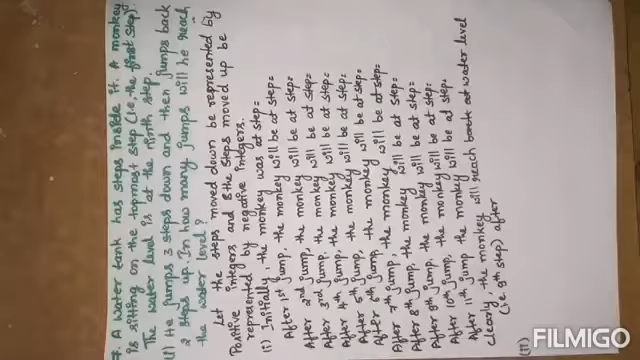 7. A water tank has steps inside it. A monkey
is sitting on the topmost step (i.e., the first step).
The water level is at the ninth step.
(i) He jumps 3 steps down and then jumps back
2 steps up. In how many jumps will he reach
the water level?
Let the steps moved down be represented by
Positive integers and the steps moved up be
represented by negative integers.
(i) Initially, the monkey was at step =
After 1st jump, the monkey will be at step =
After 2nd jump, the monkey will be at step =
After 3rd jump, the monkey will be at step =
After 4th jump, the monkey will be at step =
After 5th jump, the monkey will be at step =
After 6th jump, the monkey will be at step =
After 7th jump, the monkey will be at step =
After 8th jump, the monkey will be at step =
After 9th jump, the monkey will be at step =
After 10th jump, the monkey will be at step =
After 11th jump the monkey will be at step =
Clearly, the monkey will reach at water level
(i.e 9th step) after
(ii)
FILMIGO